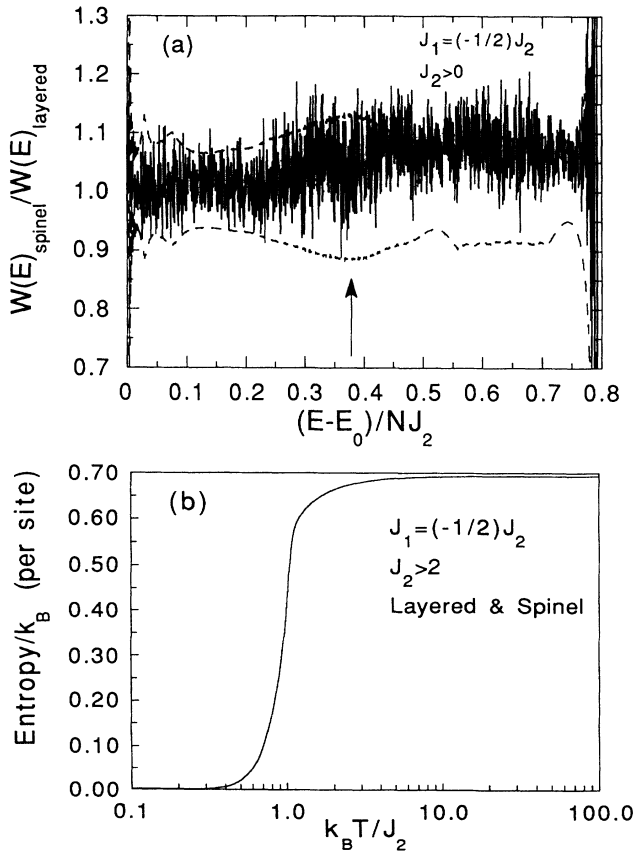 (a)
J₁=(-1/2)J₂
J₂>0
W(E)spinel/W(E)layered
1.3
1.2
1.1
1.0
0.9
0.8
0.7
0 0.1 0.2 0.3 0.4 0.5 0.6 0.7 0.8
(E-E₀)/NJ₂
(b)
J₁=(-1/2)J₂
J₂>2
Layered & Spinel
Entropy/k_B (per site)
0.70
0.60
0.50
0.40
0.30
0.20
0.10
0.00
0.1 1.0 10.0 100.0
k_BT/J₂